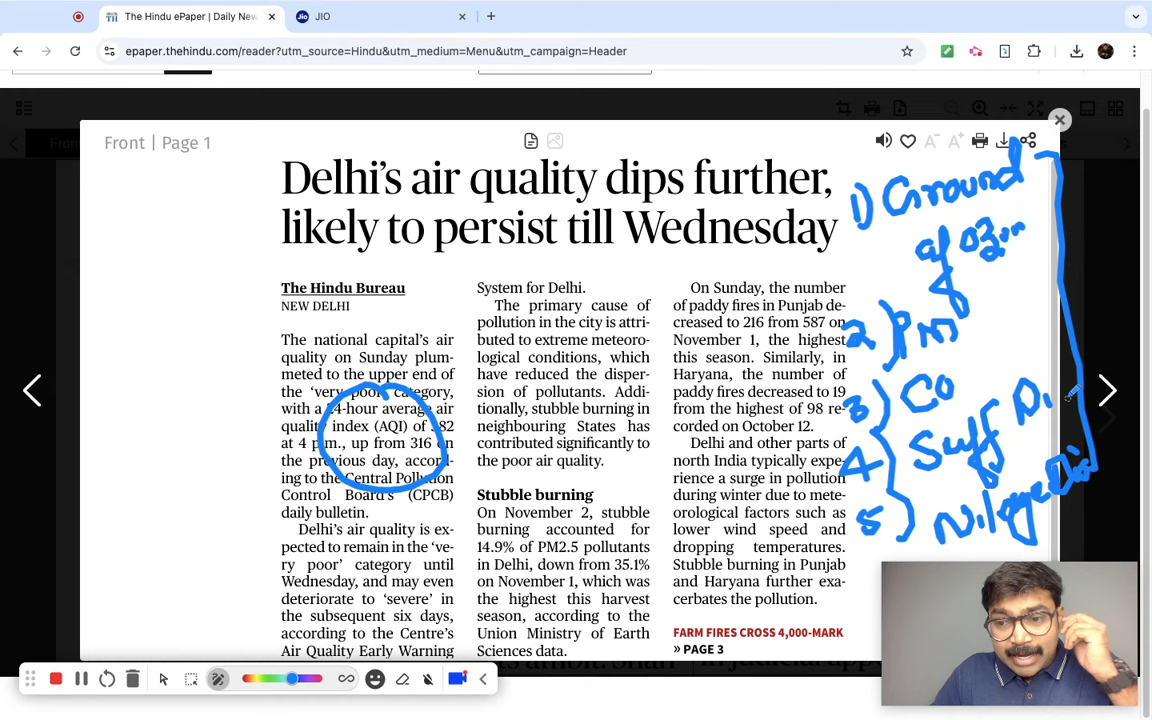 The Hindu ePaper | Daily New
JIO
epaper.thehindu.com/reader?utm_source=Hindu&utm_medium=Menu&utm_campaign=Header
Front | Page 1
Delhi's air quality dips further,
likely to persist till Wednesday
The Hindu Bureau
NEW DELHI
The national capital's air
quality on Sunday plum-
meted to the upper end of
the 'very poor' category,
with a 24-hour average air
quality index (AQI) of 382
at 4 p.m., up from 316 on
the previous day, accord-
ing to the Central Pollution
Control Board's (CPCB)
daily bulletin.
Delhi's air quality is ex-
pected to remain in the 've-
ry poor' category until
Wednesday, and may even
deteriorate to 'severe' in
the subsequent six days,
according to the Centre's
Air Quality Early Warning
System for Delhi.
The primary cause of
pollution in the city is attri-
buted to extreme meteoro-
logical conditions, which
have reduced the disper-
sion of pollutants. Addi-
tionally, stubble burning in
neighbouring States has
contributed significantly to
the poor air quality.
Stubble burning
On November 2, stubble
burning accounted for
14.9% of PM2.5 pollutants
in Delhi, down from 35.1%
on November 1, which was
the highest this harvest
season, according to the
Union Ministry of Earth
Sciences data.
On Sunday, the number
of paddy fires in Punjab de-
creased to 216 from 587 on
November 1, the highest
this season. Similarly, in
Haryana, the number of
paddy fires decreased to 19
from the highest of 98 re-
corded on October 12.
Delhi and other parts of
north India typically expe-
rience a surge in pollution
during winter due to mete-
orological factors such as
lower wind speed and
dropping temperatures.
Stubble burning in Punjab
and Haryana further exa-
cerbates the pollution.
FARM FIRES CROSS 4,000-MARK
» PAGE 3
1) Ground
2) PM
3) CO
4
5)